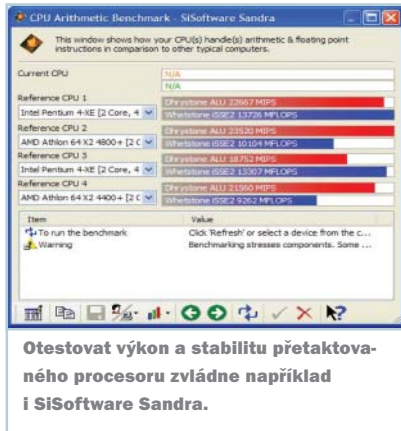 CPU Arithmetic Benchmark - SiSoftware Sandra
This window shows how your CPU(s) handle(s) arithmetic & floating point
instructions in comparison to other typical computers.
Current CPU
N/A
N/A
Reference CPU 1
Dhrystone ALU 22667 MIPS
Intel Pentium 4-XE [2 Core, 4
Whetstone iSSE2 13726 MFLOPS
Reference CPU 2
Dhrystone ALU 23520 MIPS
AMD Athlon 64 X2 4800+ [2 C
Whetstone iSSE2 10104 MFLOPS
Reference CPU 3
Dhrystone ALU 18752 MIPS
Intel Pentium 4-XE [2 Core, 4
Whetstone iSSE2 13307 MFLOPS
Reference CPU 4
Dhrystone ALU 21560 MIPS
AMD Athlon 64 X2 4400+ [2 C
Whetstone iSSE2 9262 MFLOPS
Item Value
To run the benchmark Click 'Refresh' or select a device from the c...
Warning Benchmarking stresses components. Some ...
Otestovat výkon a stabilitu přetaktova-
ného procesoru zvládne například
i SiSoftware Sandra.